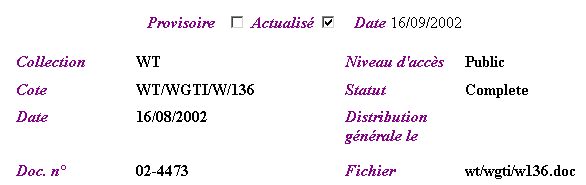 Provisoire Actualisé Date 16/09/2002
Collection WT Niveau d'accès Public
Cote WT/WGTI/W/136 Statut Complete
Date 16/08/2002 Distribution
générale le
Doc. n° 02-4473 Fichier wt/wgti/w136.doc